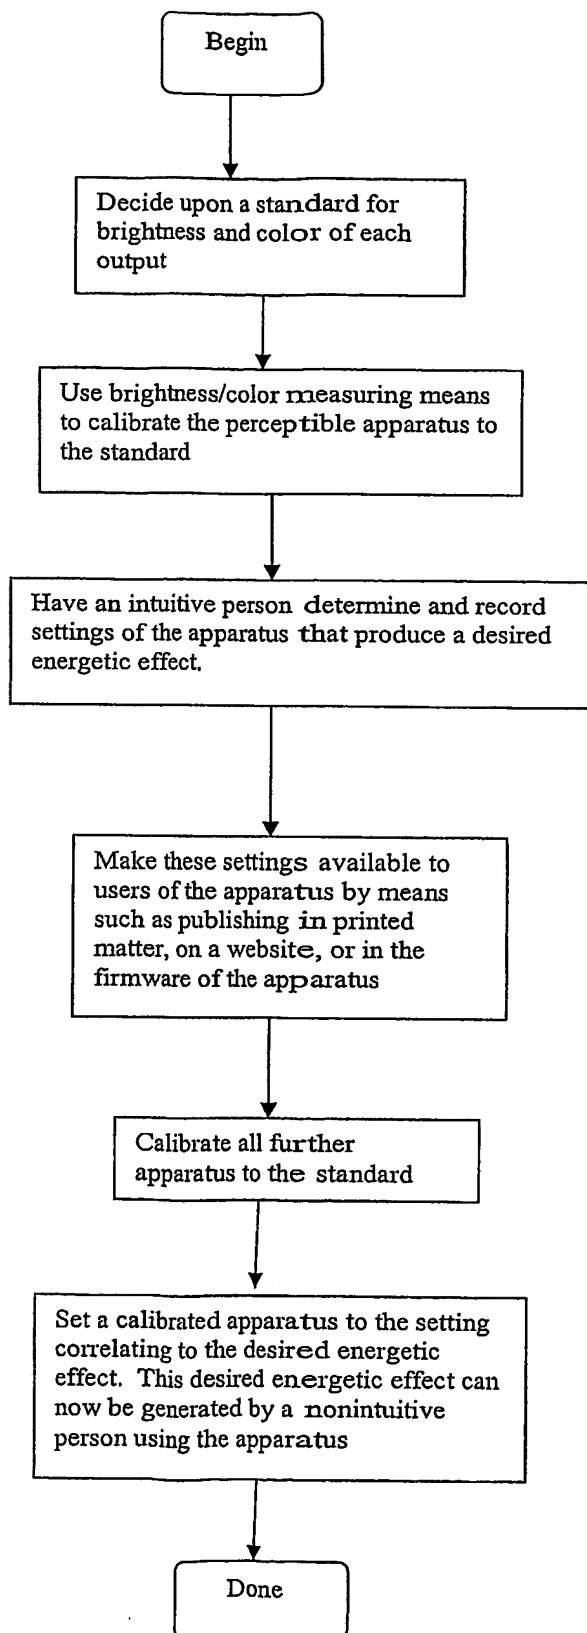 Begin
Decide upon a standard for
brightness and color of each
output
Use brightness/color measuring means
to calibrate the perceptible apparatus to
the standard
Have an intuitive person determine and record
settings of the apparatus that produce a desired
energetic effect.
Make these settings available to
users of the apparatus by means
such as publishing in printed
matter, on a website, or in the
firmware of the apparatus
Calibrate all further
apparatus to the standard
Set a calibrated apparatus to the setting
correlating to the desired energetic
effect. This desired energetic effect can
now be generated by a nonintuitive
person using the apparatus
Done